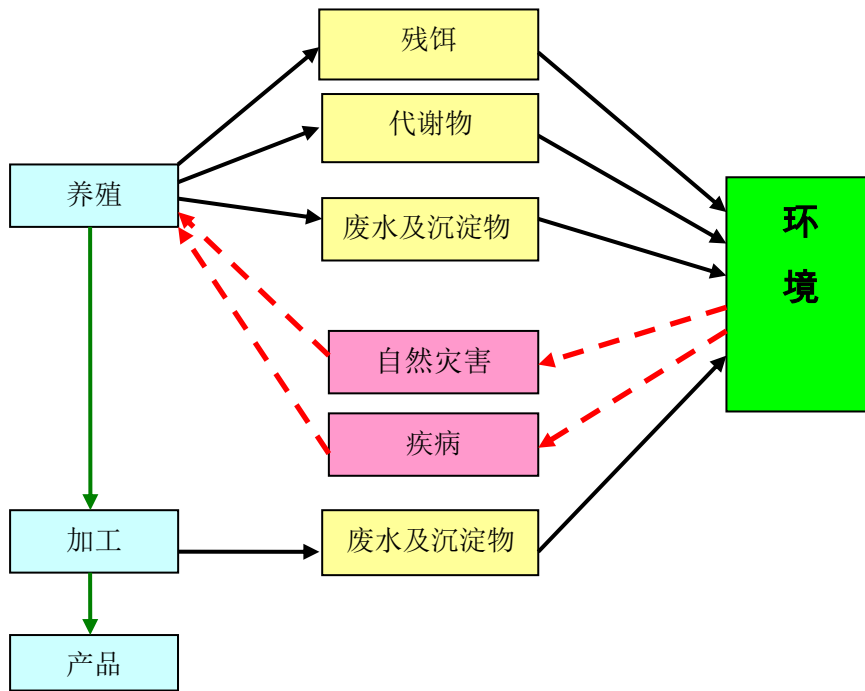 残饵
代谢物
养殖
废水及沉淀物
环
境
自然灾害
疾病
加工
废水及沉淀物
产品